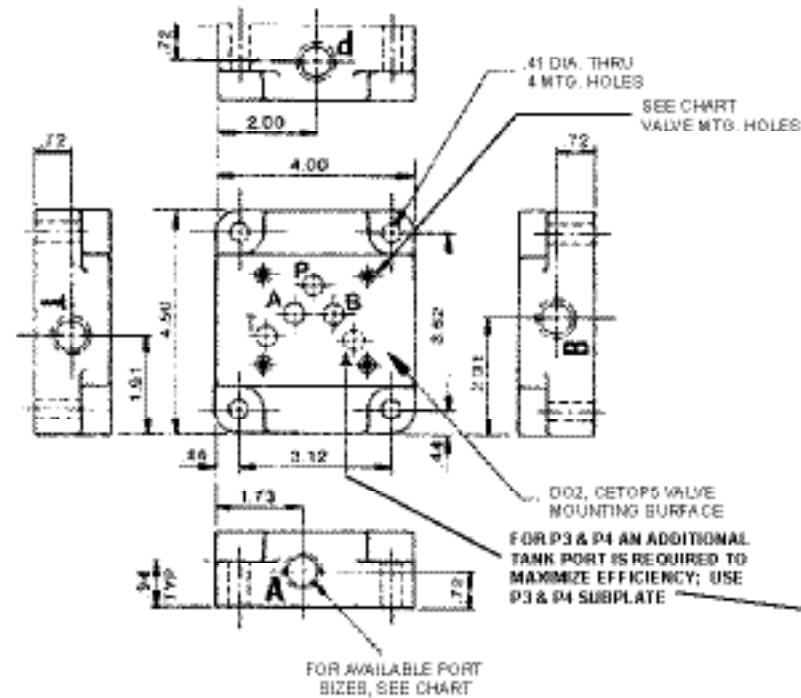 .72
d
2.00
.41 DIA. THRU
4 MTG. HOLES
SEE CHART
VALVE MTG. HOLES
.72
4.00
.72
P
A
B
4.50
3.62
1.91
2.31
B
.44
3.12
1.73
D02, CETOP5 VALVE
MOUNTING SURFACE
FOR P3 & P4 AN ADDITIONAL
TANK PORT IS REQUIRED TO
MAXIMIZE EFFICIENCY; USE
P3 & P4 SUBPLATE
.94
TYP
A
.72
FOR AVAILABLE PORT
SIZES, SEE CHART